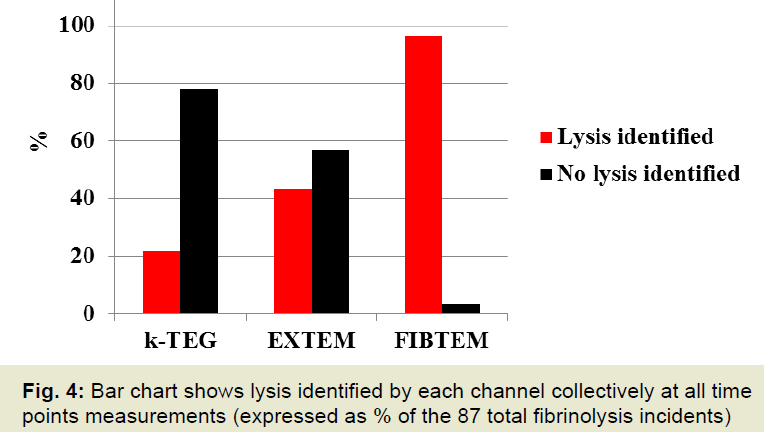 100
80
60
40
20
0
%
k-TEG EXTEM FIBTEM
Lysis identified
No lysis identified
Fig. 4: Bar chart shows lysis identified by each channel collectively at all time
points measurements (expressed as % of the 87 total fibrinolysis incidents)